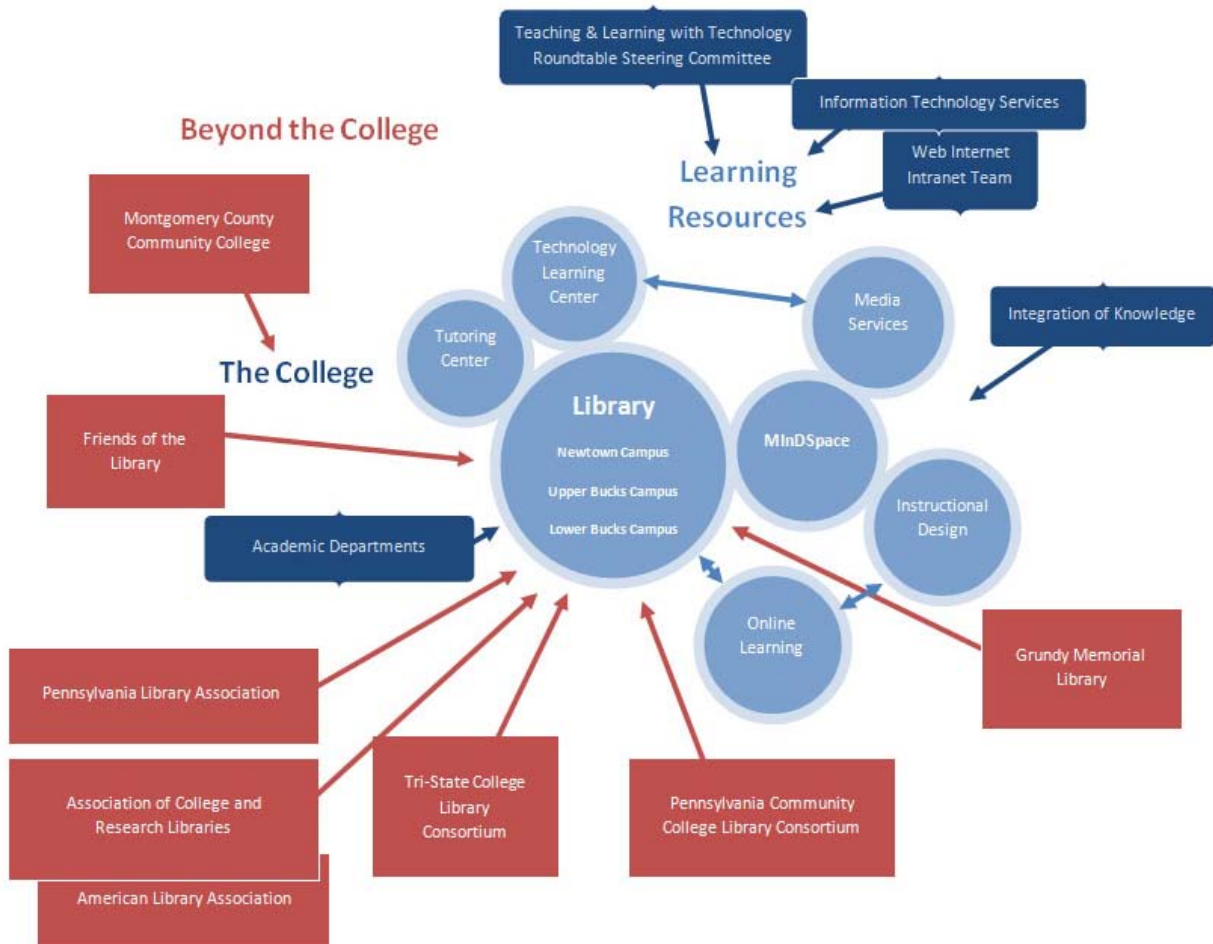 Teaching & Learning with Technology
Roundtable Steering Committee
Information Technology Services
Beyond the College
Web Internet
Intranet Team
Learning
Resources
Montgomery County
Community College
Technology
Learning
Center
Media
Services
Integration of Knowledge
Tutoring
Center
The College
Library
Newtown Campus
Upper Bucks Campus
Lower Bucks Campus
MInDSpace
Friends of the
Library
Instructional
Design
Academic Departments
Online
Learning
Grundy Memorial
Library
Pennsylvania Library Association
Tri-State College
Library
Consortium
Pennsylvania Community
College Library Consortium
Association of College and
Research Libraries
American Library Association